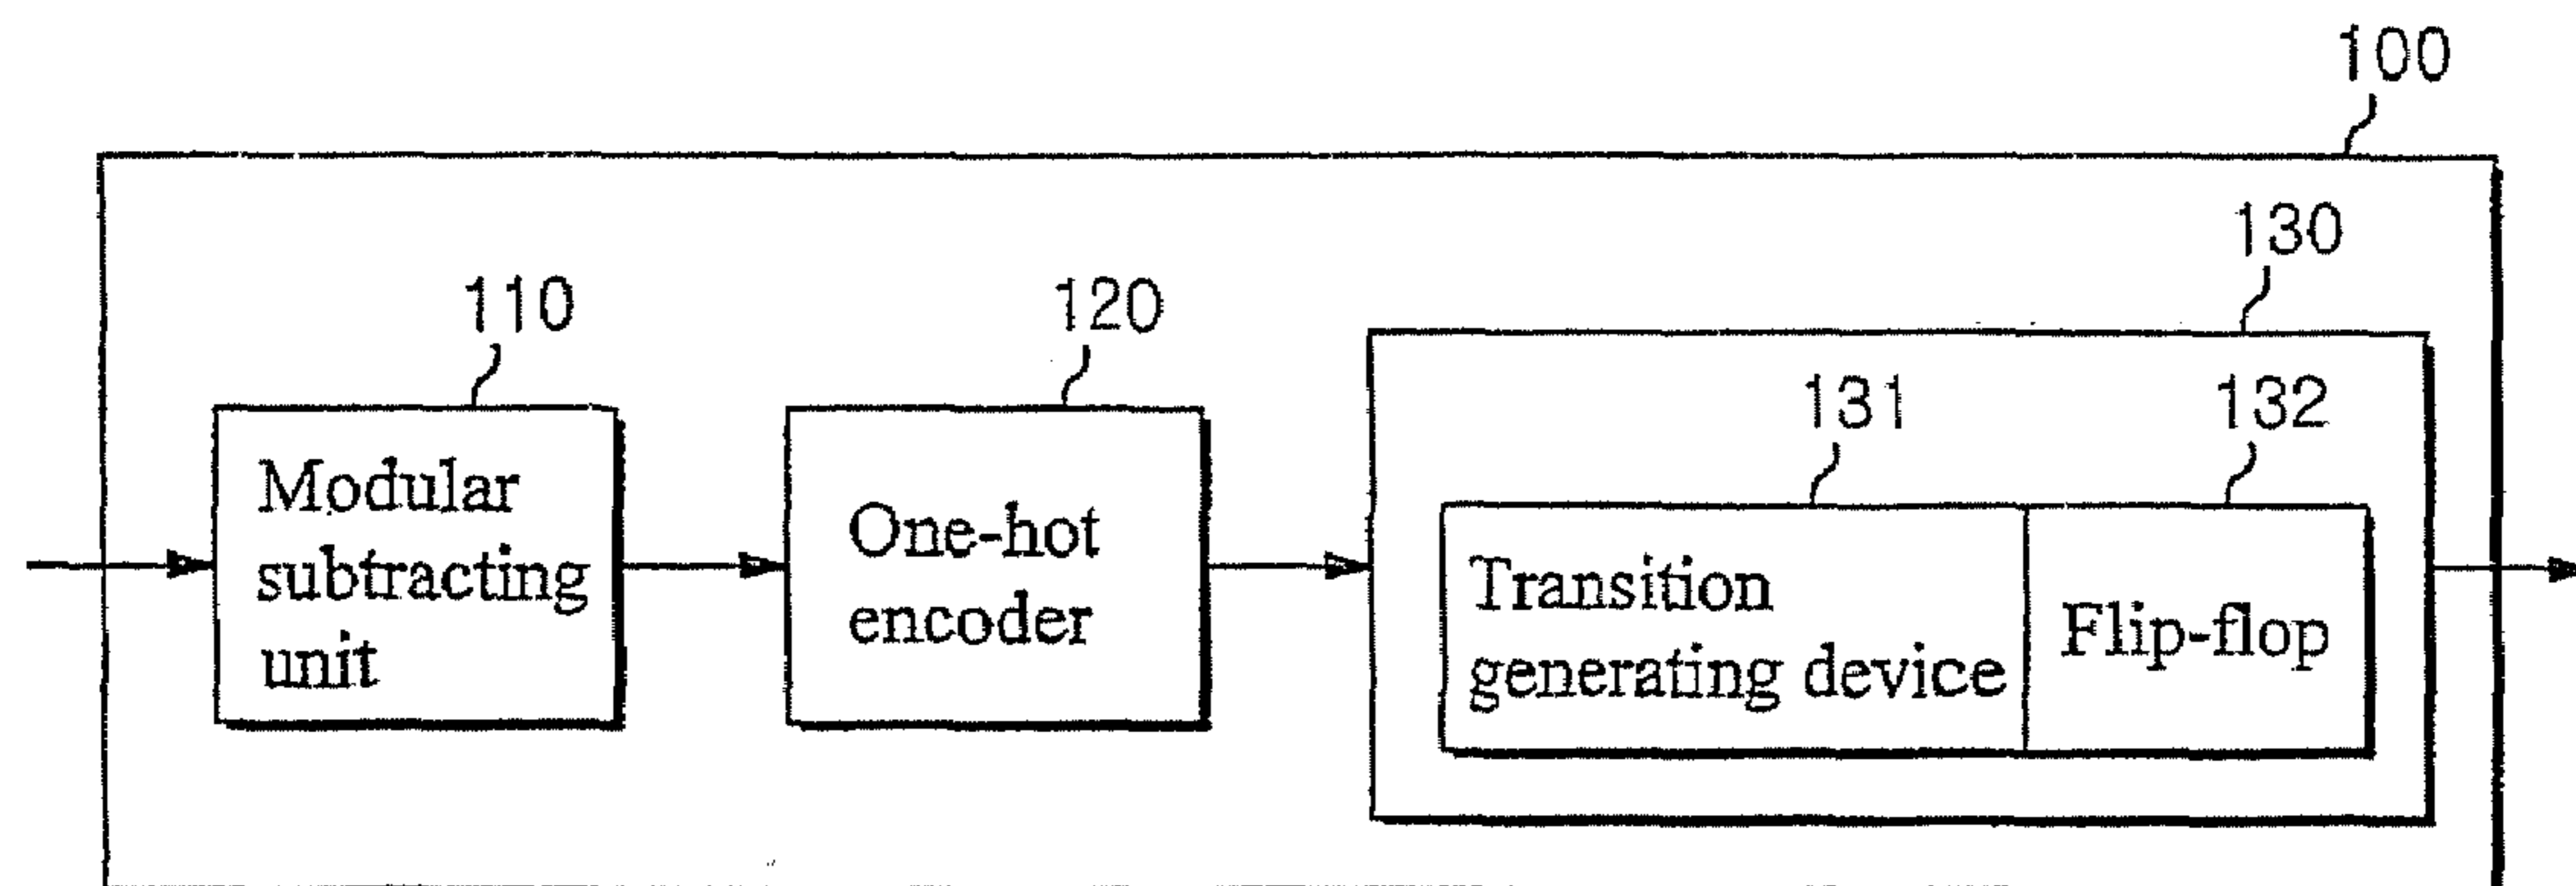 100
130
110
120
131
132
Modular
subtracting
unit
One-hot
encoder
Transition
generating device
Flip-flop